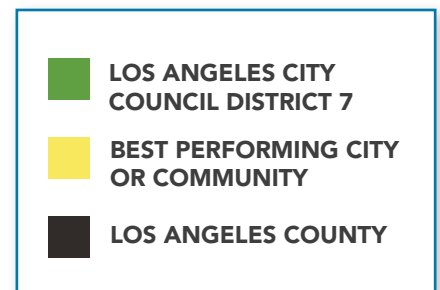 LOS ANGELES CITY
COUNCIL DISTRICT 7
BEST PERFORMING CITY
OR COMMUNITY
LOS ANGELES COUNTY